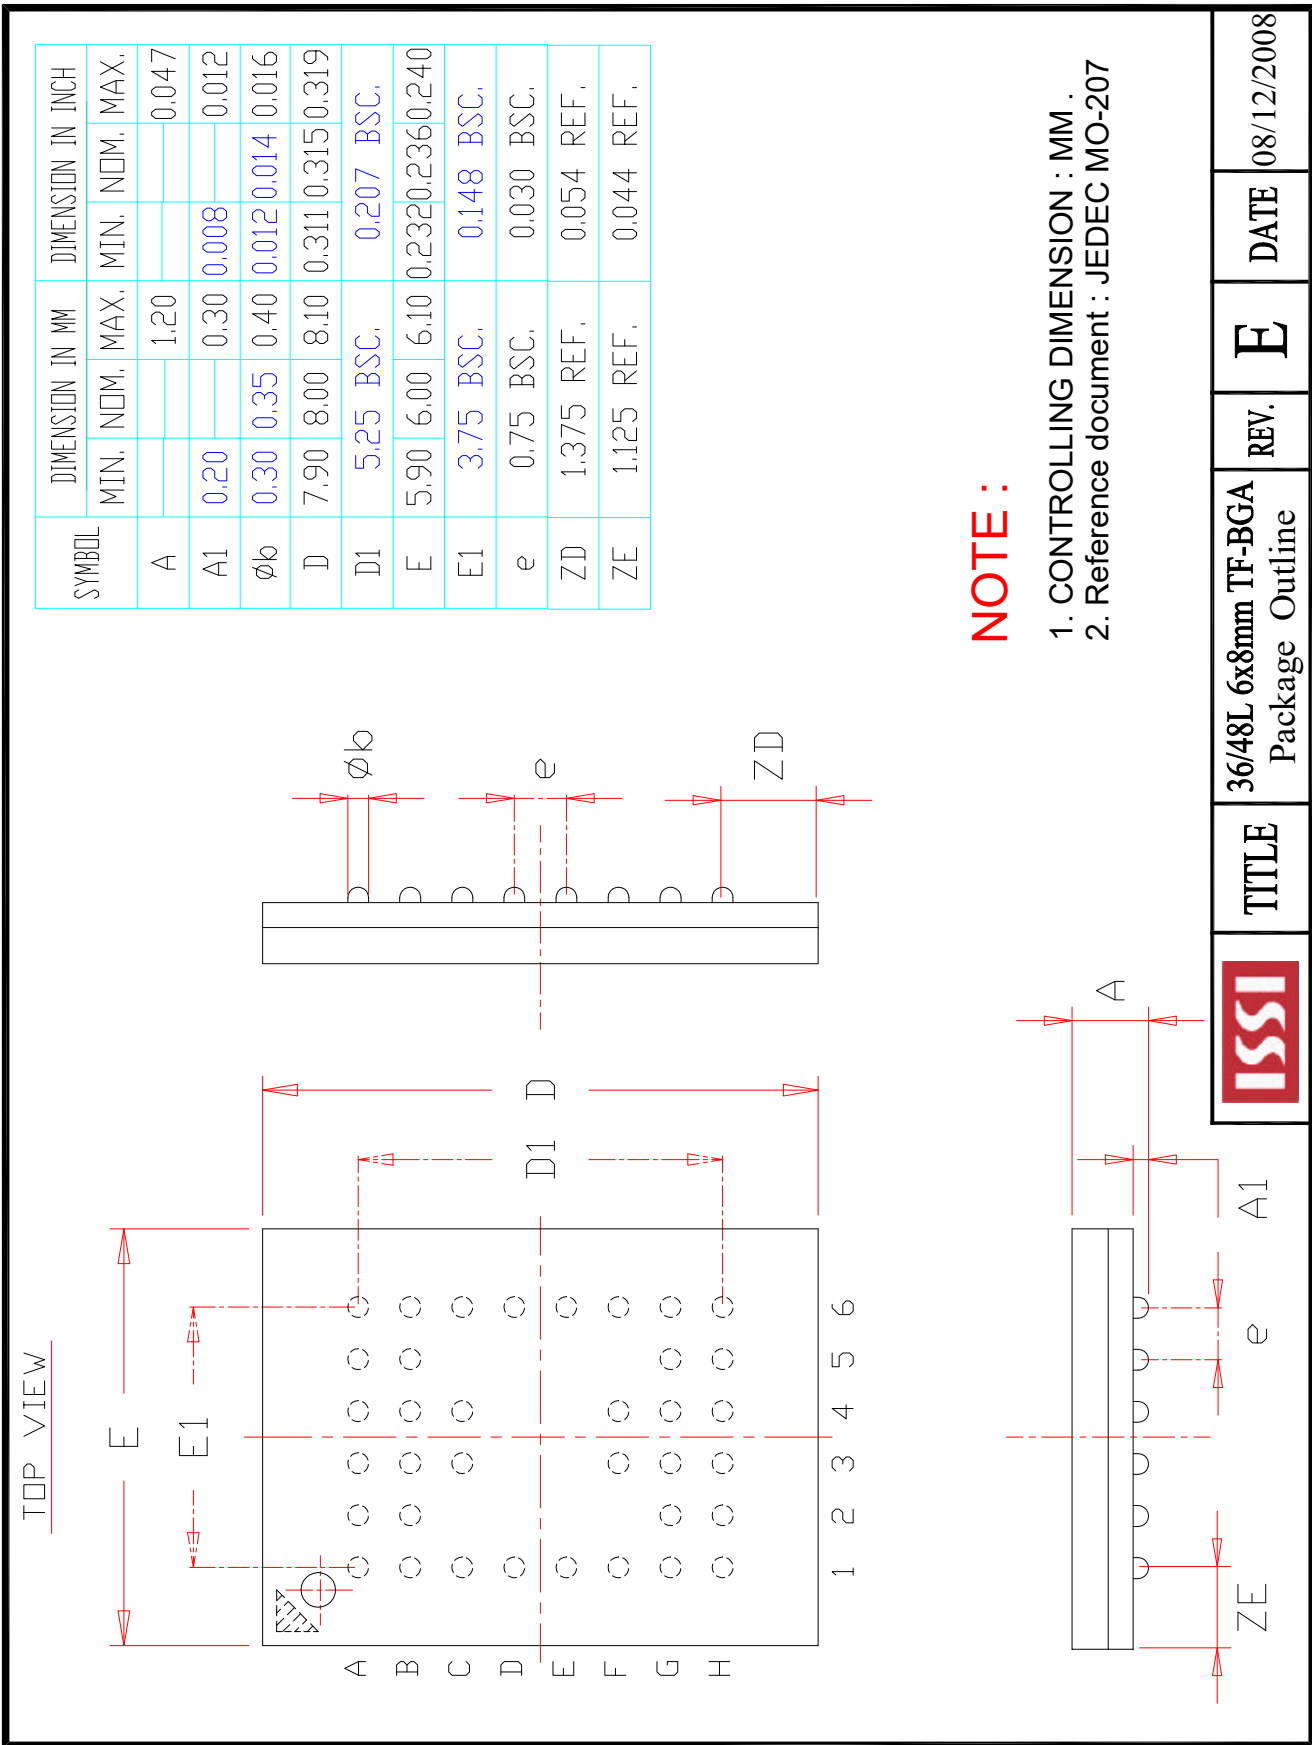 TOP VIEW
E
E1
A
B
C
D
E
F
G
H
1 2 3 4 5 6
D1 D
Øb
e
ZD
A
A1
e
ZE
SYMBOL DIMENSION IN MM DIMENSION IN INCH
MIN. NOM. MAX. MIN. NOM. MAX.
A 1.20 0.047
A1 0.20 0.30 0.008 0.012
Øb 0.30 0.35 0.40 0.012 0.014 0.016
D 7.90 8.00 8.10 0.311 0.315 0.319
D1 5.25 BSC. 0.207 BSC.
E 5.90 6.00 6.10 0.232 0.236 0.240
E1 3.75 BSC. 0.148 BSC.
e 0.75 BSC. 0.030 BSC.
ZD 1.375 REF. 0.054 REF.
ZE 1.125 REF. 0.044 REF.
NOTE :
1. CONTROLLING DIMENSION : MM .
2. Reference document : JEDEC MO-207
ISSI
TITLE
36/48L 6x8mm TF-BGA
Package Outline
REV.
E
DATE
08/12/2008